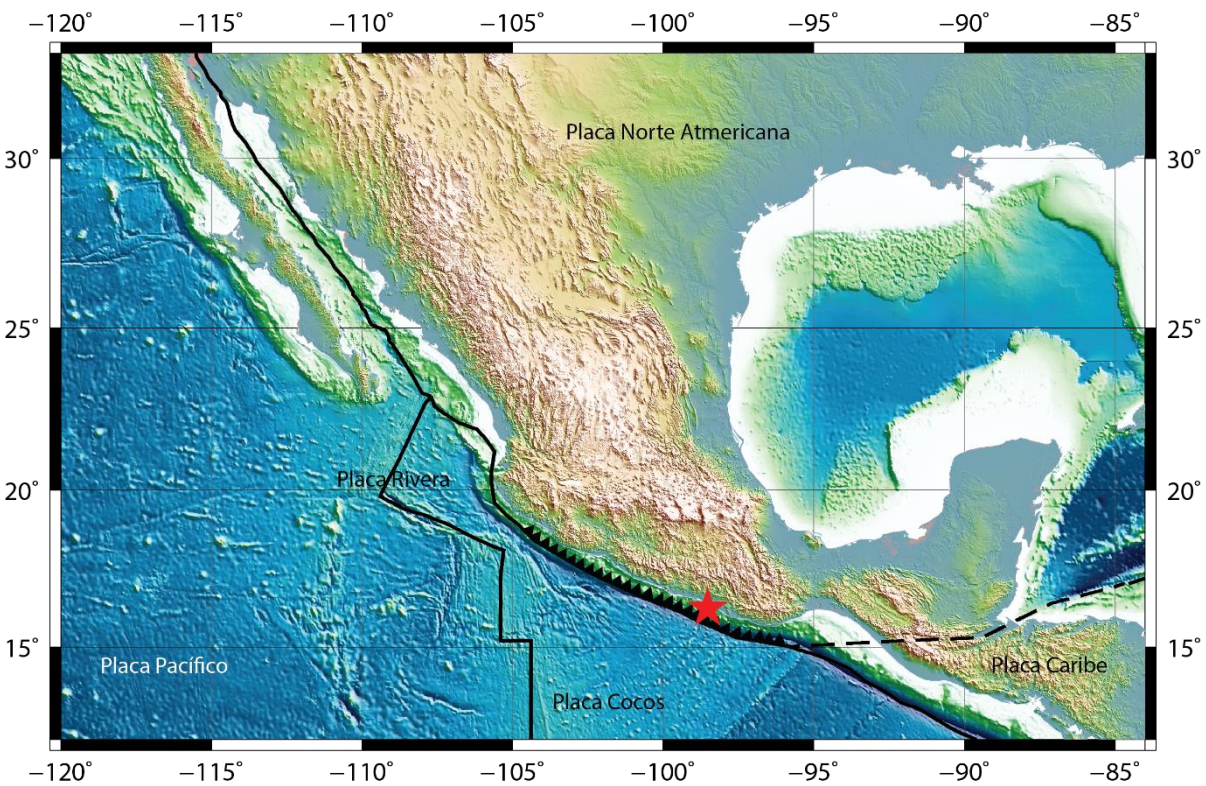 −120˚ −115˚ −110˚ −105˚ −100˚ −95˚ −90˚ −85˚
Placa Norte Atmericana
30˚ 30˚
25˚ 25˚
Placa Rivera
20˚ 20˚
15˚ 15˚
Placa Pacífico
Placa Caribe
Placa Cocos
−120˚ −115˚ −110˚ −105˚ −100˚ −95˚ −90˚ −85˚